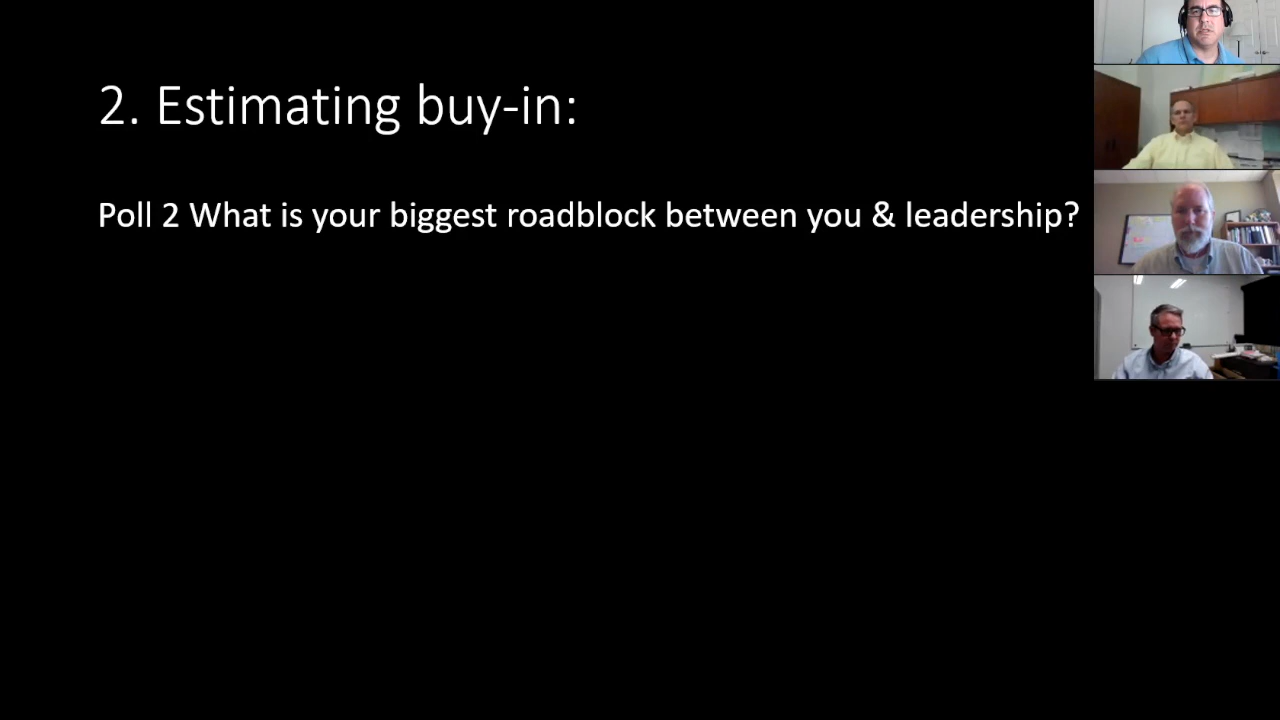 2. Estimating buy-in:
Poll 2 What is your biggest roadblock between you & leadership?